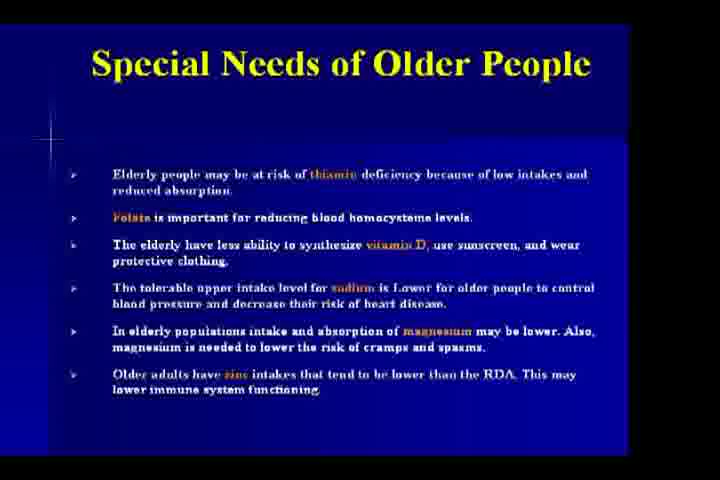 Special Needs of Older People
Elderly people may be at risk of thiamin deficiency because of low intakes and
reduced absorption.
Folate is important for reducing blood homocysteine levels.
The elderly have less ability to synthesize vitamin D, use sunscreen, and wear
protective clothing.
The tolerable upper intake level for sodium is Lower for older people to control
blood pressure and decrease their risk of heart disease.
In elderly populations intake and absorption of magnesium may be lower. Also,
magnesium is needed to lower the risk of cramps and spasms.
Older adults have zinc intakes that tend to be lower than the RDA. This may
lower immune system functioning.